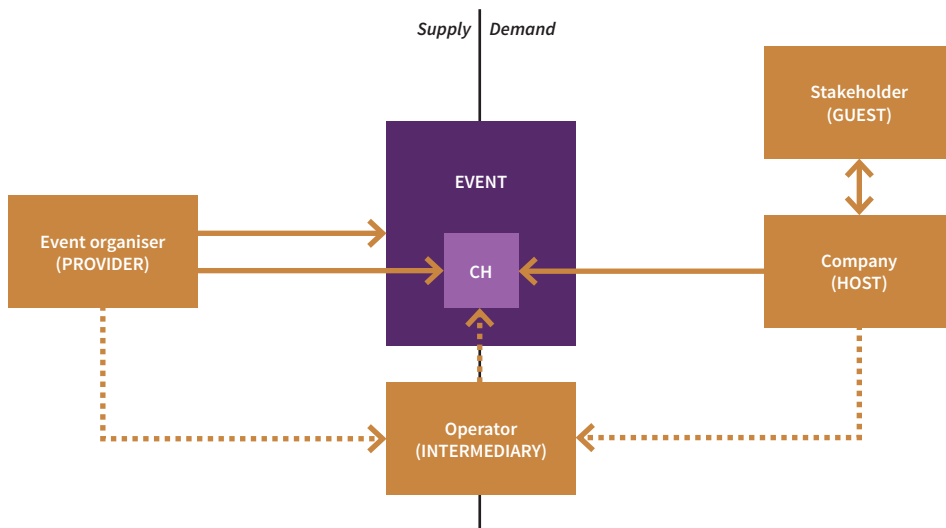 Supply
Demand
Stakeholder
(GUEST)
EVENT
Event organiser
(PROVIDER)
CH
Company
(HOST)
Operator
(INTERMEDIARY)